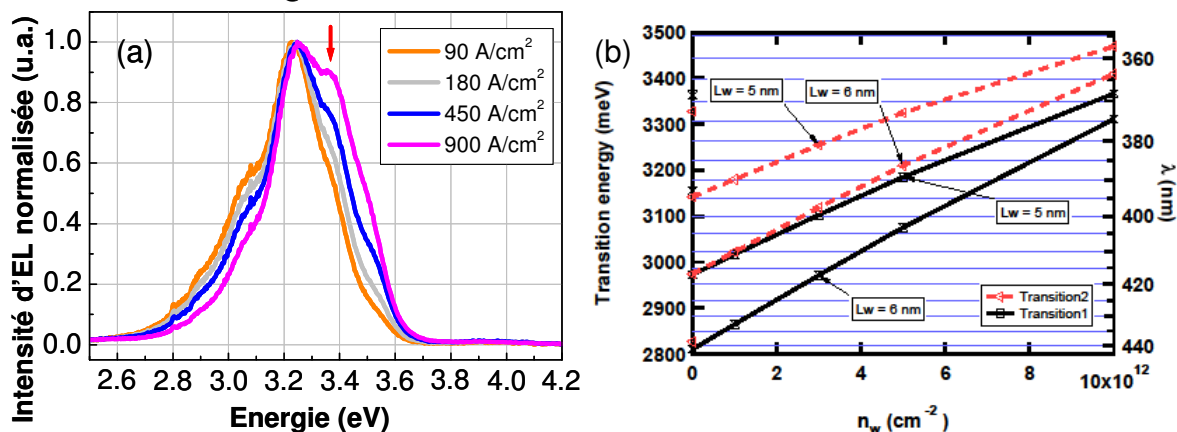 (a)
Intensité d'EL normalisée (u.a.)
1.0
0.8
0.6
0.4
0.2
0.0
90 A/cm²
180 A/cm²
450 A/cm²
900 A/cm²
2.6 2.8 3.0 3.2 3.4 3.6 3.8 4.0 4.2
Energie (eV)
(b)
Transition energy (meV)
3500
3400
3300
3200
3100
3000
2900
2800
Lw = 5 nm
Lw = 6 nm
Lw = 5 nm
Lw = 6 nm
Transition2
Transition1
360
380
400
420
440
λ (nm)
0 2 4 6 8 10x10¹²
n_w (cm⁻²)